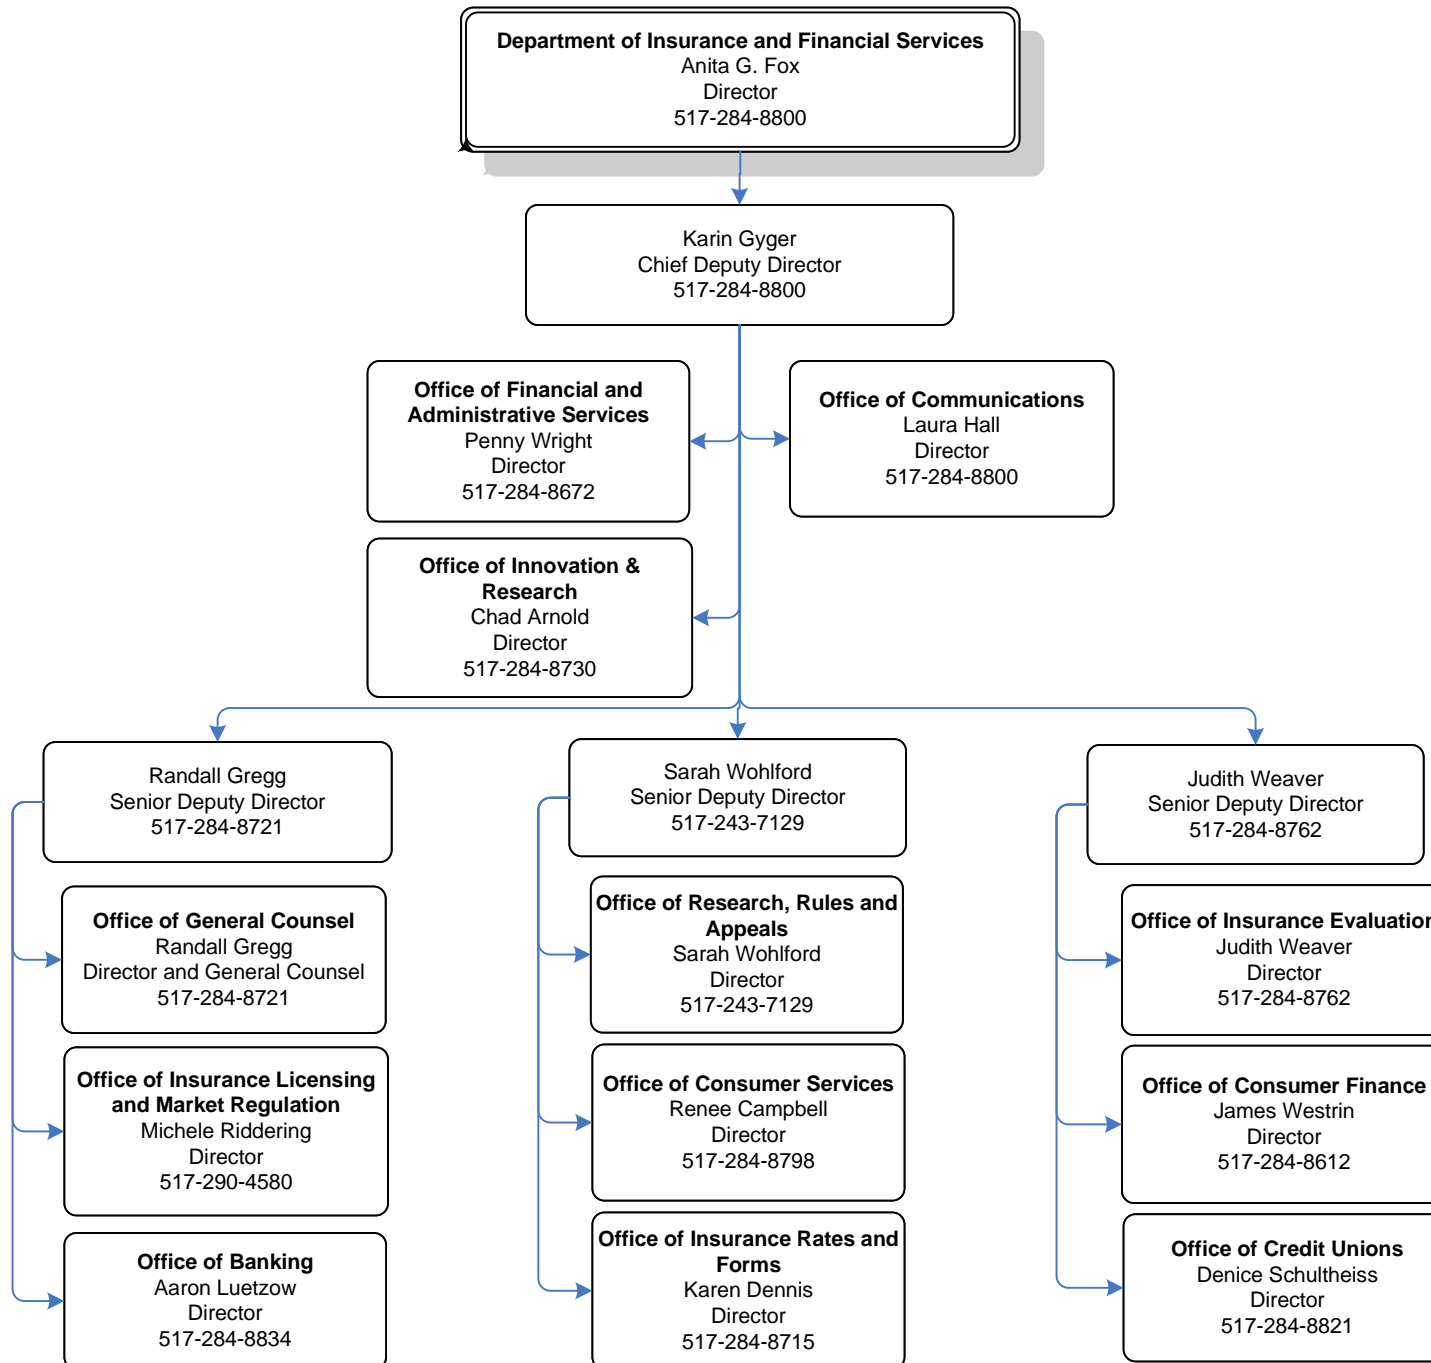 Department of Insurance and Financial Services
Anita G. Fox
Director
517-284-8800
Karin Gyger
Chief Deputy Director
517-284-8800
Office of Financial and
Administrative Services
Penny Wright
Director
517-284-8672
Office of Communications
Laura Hall
Director
517-284-8800
Office of Innovation &
Research
Chad Arnold
Director
517-284-8730
Randall Gregg
Senior Deputy Director
517-284-8721
Sarah Wohlford
Senior Deputy Director
517-243-7129
Judith Weaver
Senior Deputy Director
517-284-8762
Office of General Counsel
Randall Gregg
Director and General Counsel
517-284-8721
Office of Research, Rules and
Appeals
Sarah Wohlford
Director
517-243-7129
Office of Insurance Evaluation
Judith Weaver
Director
517-284-8762
Office of Insurance Licensing
and Market Regulation
Michele Riddering
Director
517-290-4580
Office of Consumer Services
Renee Campbell
Director
517-284-8798
Office of Consumer Finance
James Westrin
Director
517-284-8612
Office of Banking
Aaron Luetzow
Director
517-284-8834
Office of Insurance Rates and
Forms
Karen Dennis
Director
517-284-8715
Office of Credit Unions
Denice Schultheiss
Director
517-284-8821